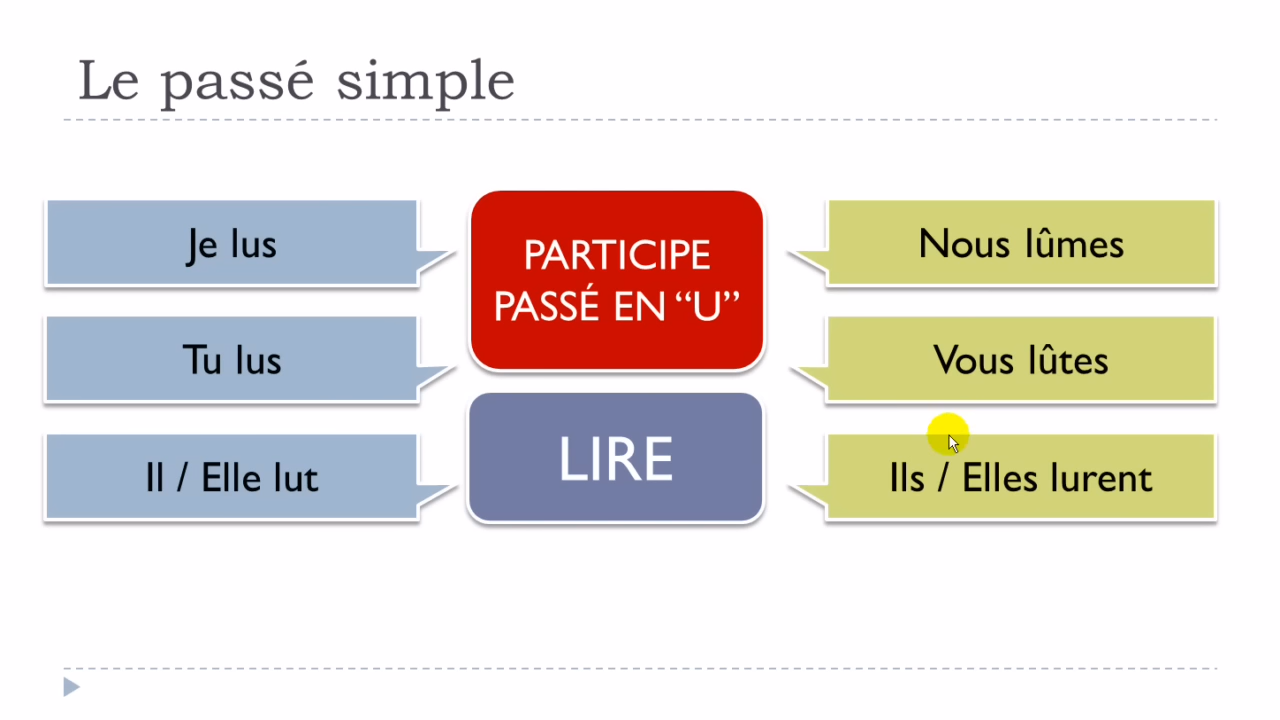 Le passé simple
Je lus
Tu lus
Il / Elle lut
PARTICIPE
PASSÉ EN “U”
LIRE
Nous lûmes
Vous lûtes
Ils / Elles lurent